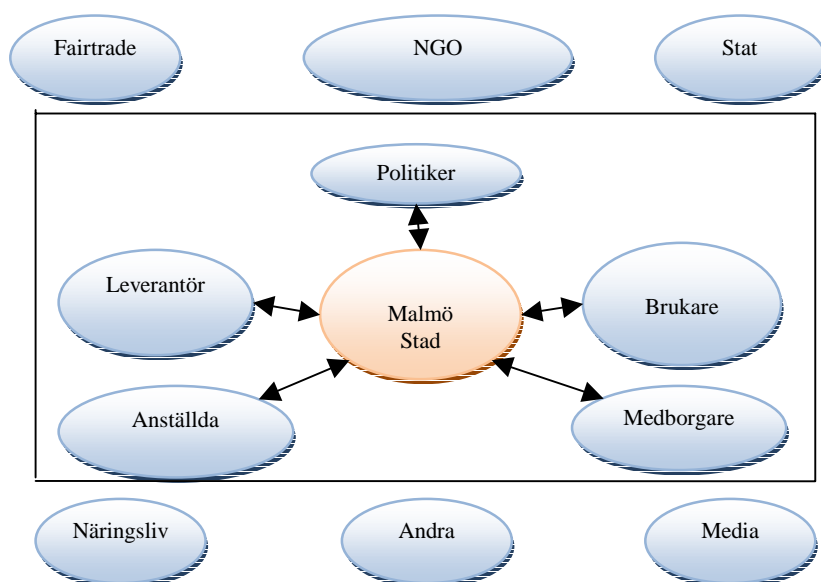 Fairtrade
NGO
Stat
Politiker
Leverantör
Malmö
Stad
Brukare
Anställda
Medborgare
Näringsliv
Andra
Media